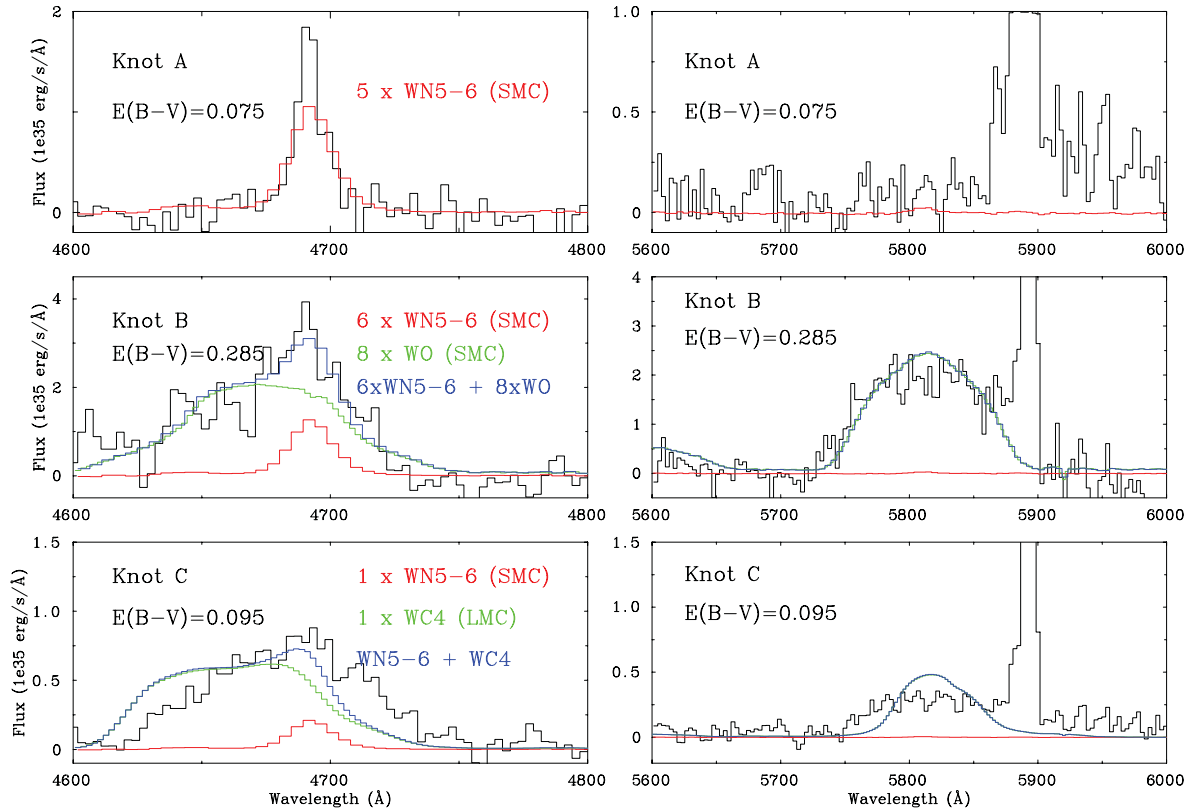 2
1
0
Flux (1e35 erg/s/Å)
Knot A
E(B−V)=0.075
5 x WN5−6 (SMC)
4600
4700
4800
1.0
0.5
0
Knot A
E(B−V)=0.075
5600
5700
5800
5900
6000
4
2
0
Flux (1e35 erg/s/Å)
Knot B
E(B−V)=0.285
6 x WN5−6 (SMC)
8 x WO (SMC)
6xWN5−6 + 8xWO
4600
4700
4800
4
3
2
1
0
Knot B
E(B−V)=0.285
5600
5700
5800
5900
6000
1.5
1.0
0.5
0
Flux (1e35 erg/s/Å)
Knot C
E(B−V)=0.095
1 x WN5−6 (SMC)
1 x WC4 (LMC)
WN5−6 + WC4
4600
4700
4800
Wavelength (Å)
1.5
1.0
0.5
0
Knot C
E(B−V)=0.095
5600
5700
5800
5900
6000
Wavelength (Å)